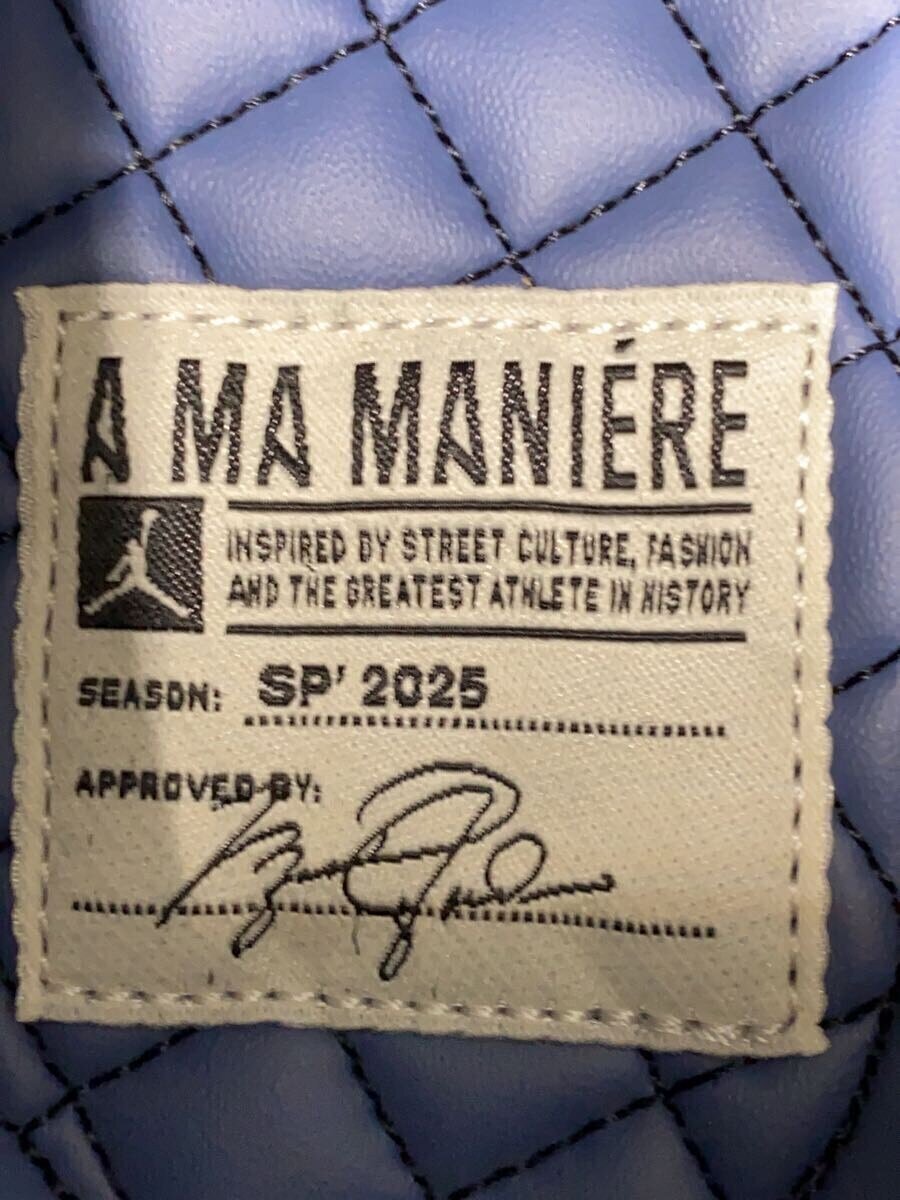 A MA MANIÉRE
INSPIRED BY STREET CULTURE, FASHION
AND THE GREATEST ATHLETE IN HISTORY
SEASON: SP' 2025
APPROVED BY: